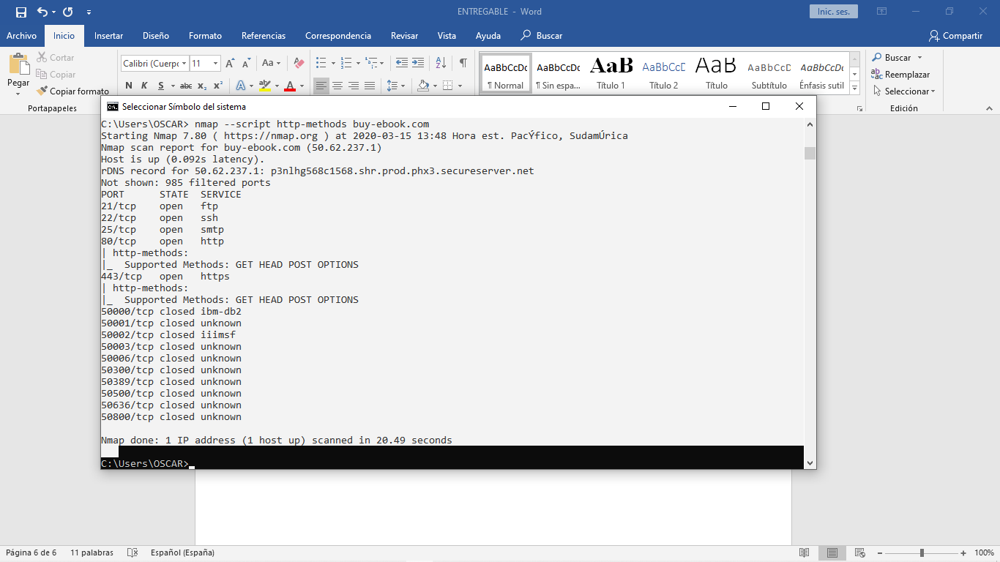 ENTREGABLE - Word
Inic. ses.
Archivo Inicio Insertar Diseño Formato Referencias Correspondencia Revisar Vista Ayuda Buscar Compartir
Pegar
Cortar
Copiar
Copiar formato
Portapapeles
Calibri (Cuerpo 11
N K S abc x₂ x²
AaBbCcDc
¶ Normal
AaBbCcDc
¶ Sin espa...
AaBbC
Título 1
AaBbCcD
Título 2
AaBbC
Título
AaBbCcD
Subtítulo
AaBbCcDc
Énfasis sutil
Buscar
Reemplazar
Seleccionar
Edición
Seleccionar Símbolo del sistema
C:\Users\OSCAR> nmap --script http-methods buy-ebook.com
Starting Nmap 7.80 ( https://nmap.org ) at 2020-03-15 13:48 Hora est. PacÝfico, SudamÚrica
Nmap scan report for buy-ebook.com (50.62.237.1)
Host is up (0.092s latency).
rDNS record for 50.62.237.1: p3nlhg568c1568.shr.prod.phx3.secureserver.net
Not shown: 985 filtered ports
PORT      STATE  SERVICE
21/tcp    open   ftp
22/tcp    open   ssh
25/tcp    open   smtp
80/tcp    open   http
| http-methods:
|_  Supported Methods: GET HEAD POST OPTIONS
443/tcp   open   https
| http-methods:
|_  Supported Methods: GET HEAD POST OPTIONS
50000/tcp closed ibm-db2
50001/tcp closed unknown
50002/tcp closed iiimsf
50003/tcp closed unknown
50006/tcp closed unknown
50300/tcp closed unknown
50389/tcp closed unknown
50500/tcp closed unknown
50636/tcp closed unknown
50800/tcp closed unknown
Nmap done: 1 IP address (1 host up) scanned in 20.49 seconds
C:\Users\OSCAR>
Página 6 de 6 11 palabras Español (España) 100%